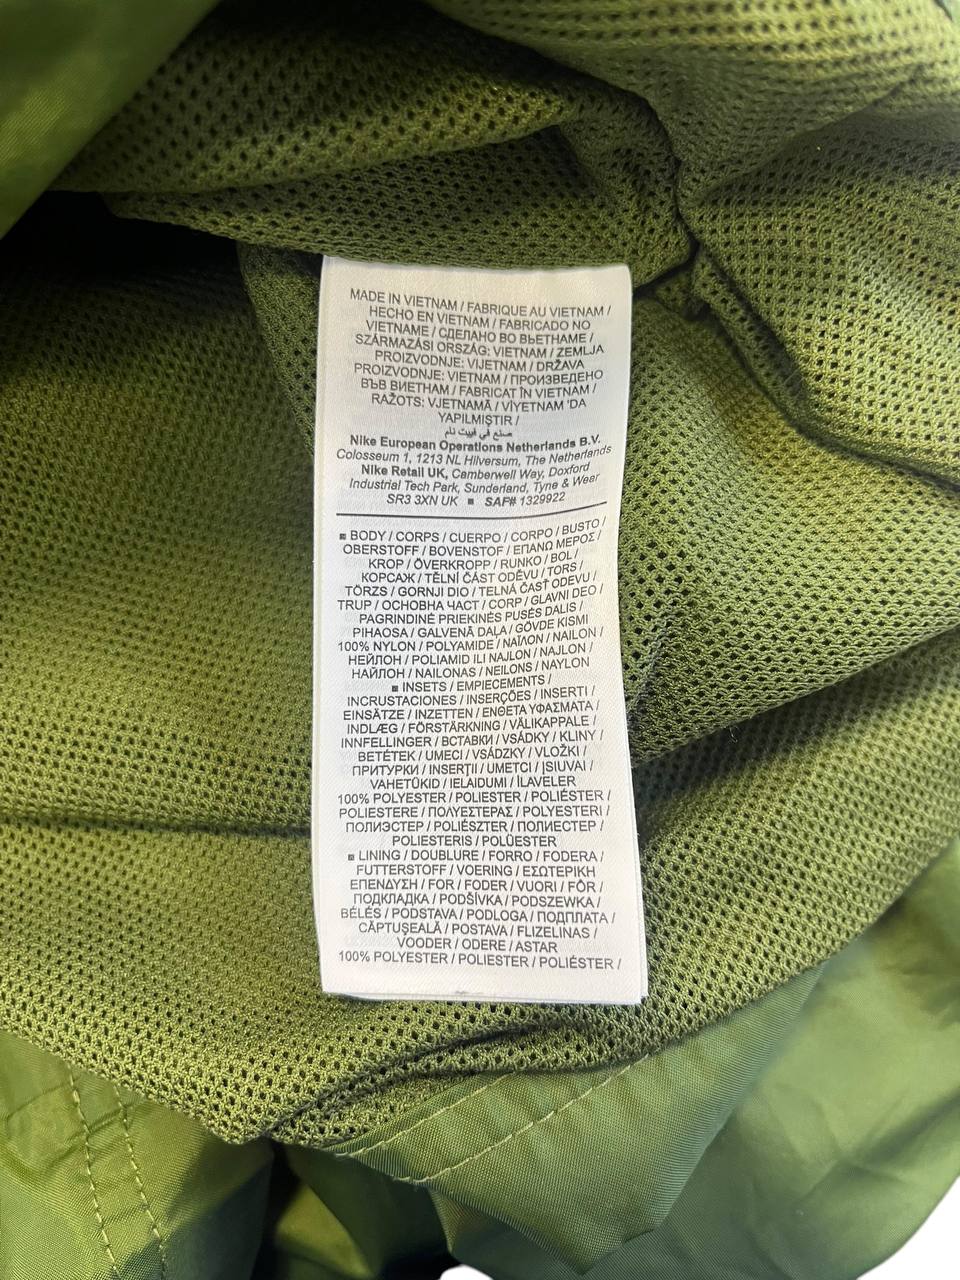 MADE IN VIETNAM / FABRIQUE AU VIETNAM /
HECHO EN VIETNAM / FABRICADO NO
VIETNAME / СДЕЛАНО ВО ВЬЕТНАМЕ /
SZÁRMAZÁSI ORSZÁG: VIETNAM / ZEMLJA
PROIZVODNJE: VIJETNAM / DRŽAVA
PROIZVODNJE: VIETNAM / ПРОИЗВЕДЕНО
ВЪВ ВИЕТНАМ / FABRICAT ÎN VIETNAM /
RAŽOTS: VJETNAMĀ / VİYETNAM 'DA
YAPILMIŞTIR /
صنع في فييت نام
Nike European Operations Netherlands B.V.
Colosseum 1, 1213 NL Hilversum, The Netherlands
Nike Retail UK, Camberwell Way, Doxford
Industrial Tech Park, Sunderland, Tyne & Wear
SR3 3XN UK ▪ SAF# 1329922
▪ BODY / CORPS / CUERPO / CORPO / BUSTO /
OBERSTOFF / BOVENSTOF / ΕΠΑΝΩ ΜΕΡΟΣ /
KROP / ÖVERKROPP / RUNKO / BOL /
КОРСАЖ / TĚLNÍ ČÁST ODĚVU / TORS /
TÖRZS / GORNJI DIO / TELNÁ ČASŤ ODEVU /
TRUP / ОСНОВНА ЧАСТ / CORP / GLAVNI DEO /
PAGRINDINĖ PRIEKINĖS PUSĖS DALIS /
PIHAOSA / GALVENĀ DAĻA / GÖVDE KISMI
100% NYLON / POLYAMIDE / ΝΑΪΛΟΝ / NAILON /
НЕЙЛОН / POLIAMID ILI NAJLON / NAJLON /
НАЙЛОН / NAILONAS / NEILONS / NAYLON
▪ INSETS / EMPIECEMENTS /
INCRUSTACIONES / INSERÇÕES / INSERTI /
EINSÄTZE / INZETTEN / ΕΝΘΕΤΑ ΥΦΑΣΜΑΤΑ /
INDLÆG / FÖRSTÄRKNING / VÄLIKAPPALE /
INNFELLINGER / ВСТАВКИ / VSÁDKY / KLINY /
BETÉTEK / UMECI / VSÁDZKY / VLOŽKI /
ПРИТУРКИ / INSERȚII / UMETCI / ĮSIUVAI /
VAHETÜKID / IELAIDUMI / İLAVELER
100% POLYESTER / POLIESTER / POLIÉSTER /
POLIESTERE / ΠΟΛΥΕΣΤΕΡΑΣ / POLYESTERI /
ПОЛИЭСТЕР / POLIÉSZTER / ПОЛИЕСТЕР /
POLIESTERIS / POLÜESTER
▪ LINING / DOUBLURE / FORRO / FODERA /
FUTTERSTOFF / VOERING / ΕΣΩΤΕΡΙΚΗ
ΕΠΕΝΔΥΣΗ / FOR / FODER / VUORI / FÔR /
ПОДКЛАДКА / PODŠÍVKA / PODSZEWKA /
BÉLÉS / PODSTAVA / PODLOGA / ПОДПЛАТА /
CĂPTUȘEALĂ / POSTAVA / FLIZELINAS /
VOODER / ODERE / ASTAR
100% POLYESTER / POLIESTER / POLIÉSTER /